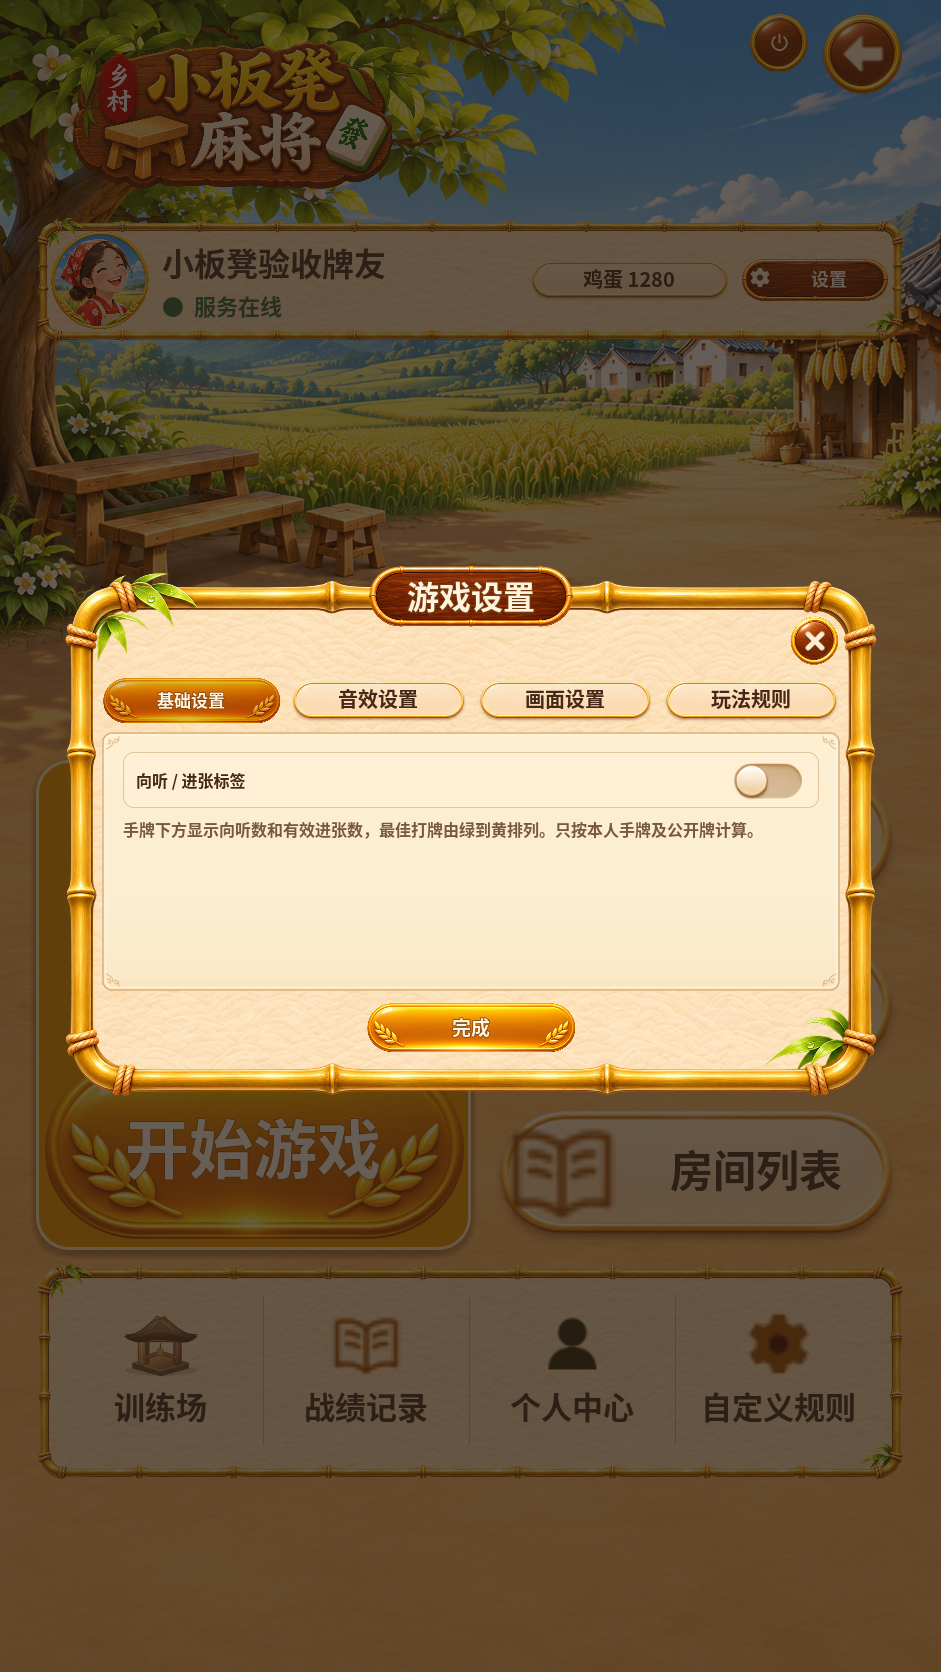 乡村
小板凳
麻将
發
小板凳验收牌友
服务在线
鸡蛋 1280
设置
游戏设置
基础设置
音效设置
画面设置
玩法规则
向听 / 进张标签
手牌下方显示向听数和有效进张数，最佳打牌由绿到黄排列。只按本人手牌及公开牌计算。
完成
开始游戏
房间列表
训练场
战绩记录
个人中心
自定义规则